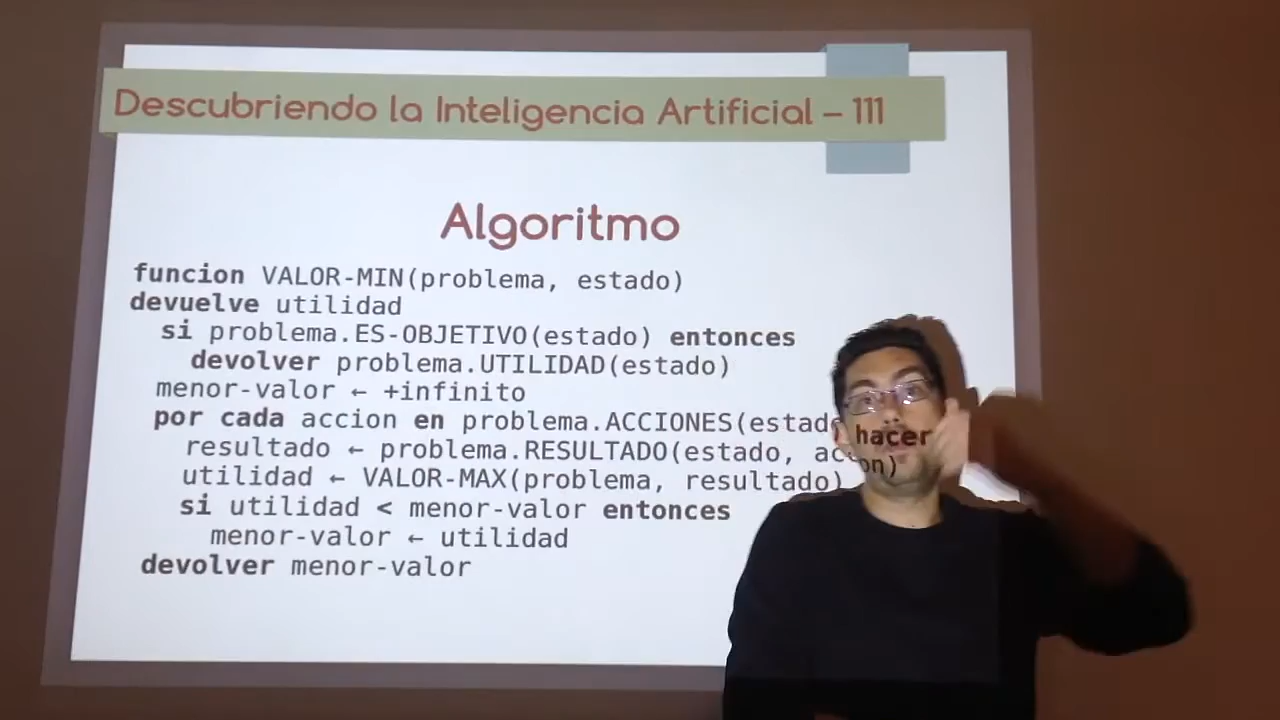 Descubriendo la Inteligencia Artificial – 111
Algoritmo
funcion VALOR-MIN(problema, estado)
devuelve utilidad
si problema.ES-OBJETIVO(estado) entonces
devolver problema.UTILIDAD(estado)
menor-valor ← +infinito
por cada accion en problema.ACCIONES(estado) hacer
resultado ← problema.RESULTADO(estado, accion)
utilidad ← VALOR-MAX(problema, resultado)
si utilidad < menor-valor entonces
menor-valor ← utilidad
devolver menor-valor